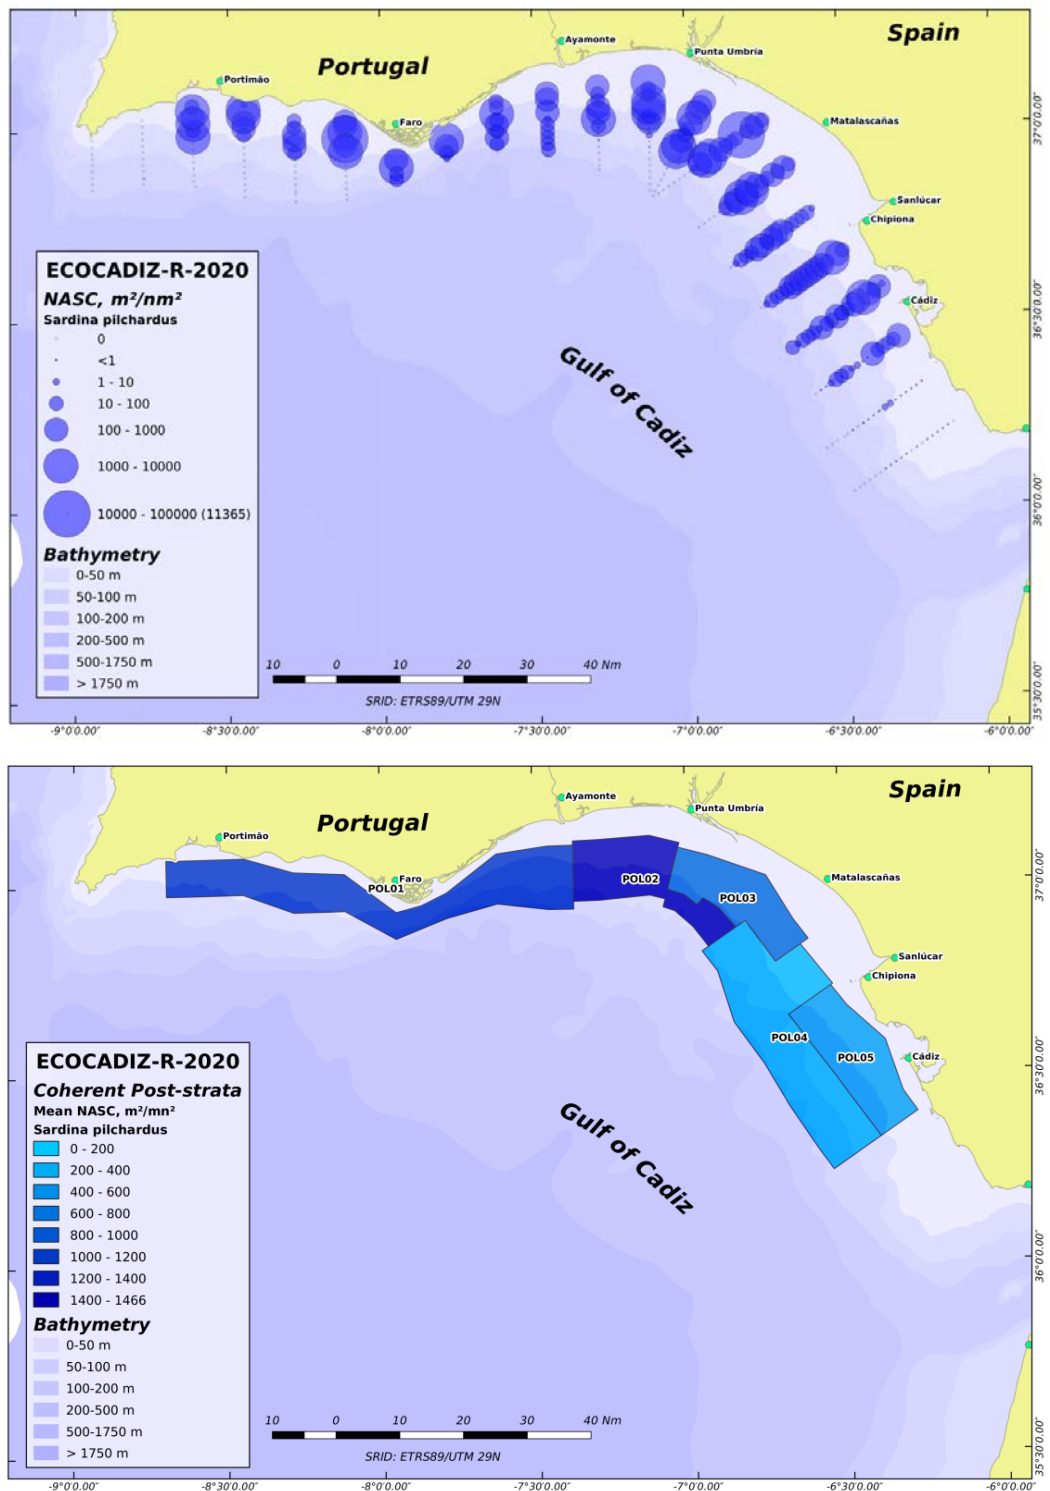 Spain
Portugal
Ayamonte
Punta Umbría
Portimão
Faro
Matalascañas
Sanlúcar
Chipiona
Cádiz
Gulf of Cadiz
ECOCADIZ-R-2020
NASC, m²/nm²
Sardina pilchardus
0
<1
1 - 10
10 - 100
100 - 1000
1000 - 10000
10000 - 100000 (11365)
Bathymetry
0-50 m
50-100 m
100-200 m
200-500 m
500-1750 m
> 1750 m
10 0 10 20 30 40 Nm
SRID: ETRS89/UTM 29N
37°0'0.00"
36°30'0.00"
36°0'0.00"
35°30'0.00"
-9°0'0.00" -8°30'0.00" -8°0'0.00" -7°30'0.00" -7°0'0.00" -6°30'0.00" -6°0'0.00"
Spain
Portugal
Ayamonte
Punta Umbría
Portimão
Faro
Matalascañas
Sanlúcar
Chipiona
Cádiz
POL01
POL02
POL03
POL04
POL05
Gulf of Cadiz
ECOCADIZ-R-2020
Coherent Post-strata
Mean NASC, m²/mn²
Sardina pilchardus
0 - 200
200 - 400
400 - 600
600 - 800
800 - 1000
1000 - 1200
1200 - 1400
1400 - 1466
Bathymetry
0-50 m
50-100 m
100-200 m
200-500 m
500-1750 m
> 1750 m
10 0 10 20 30 40 Nm
SRID: ETRS89/UTM 29N
37°0'0.00"
36°30'0.00"
36°0'0.00"
35°30'0.00"
-9°0'0.00" -8°30'0.00" -8°0'0.00" -7°30'0.00" -7°0'0.00" -6°30'0.00" -6°0'0.00"